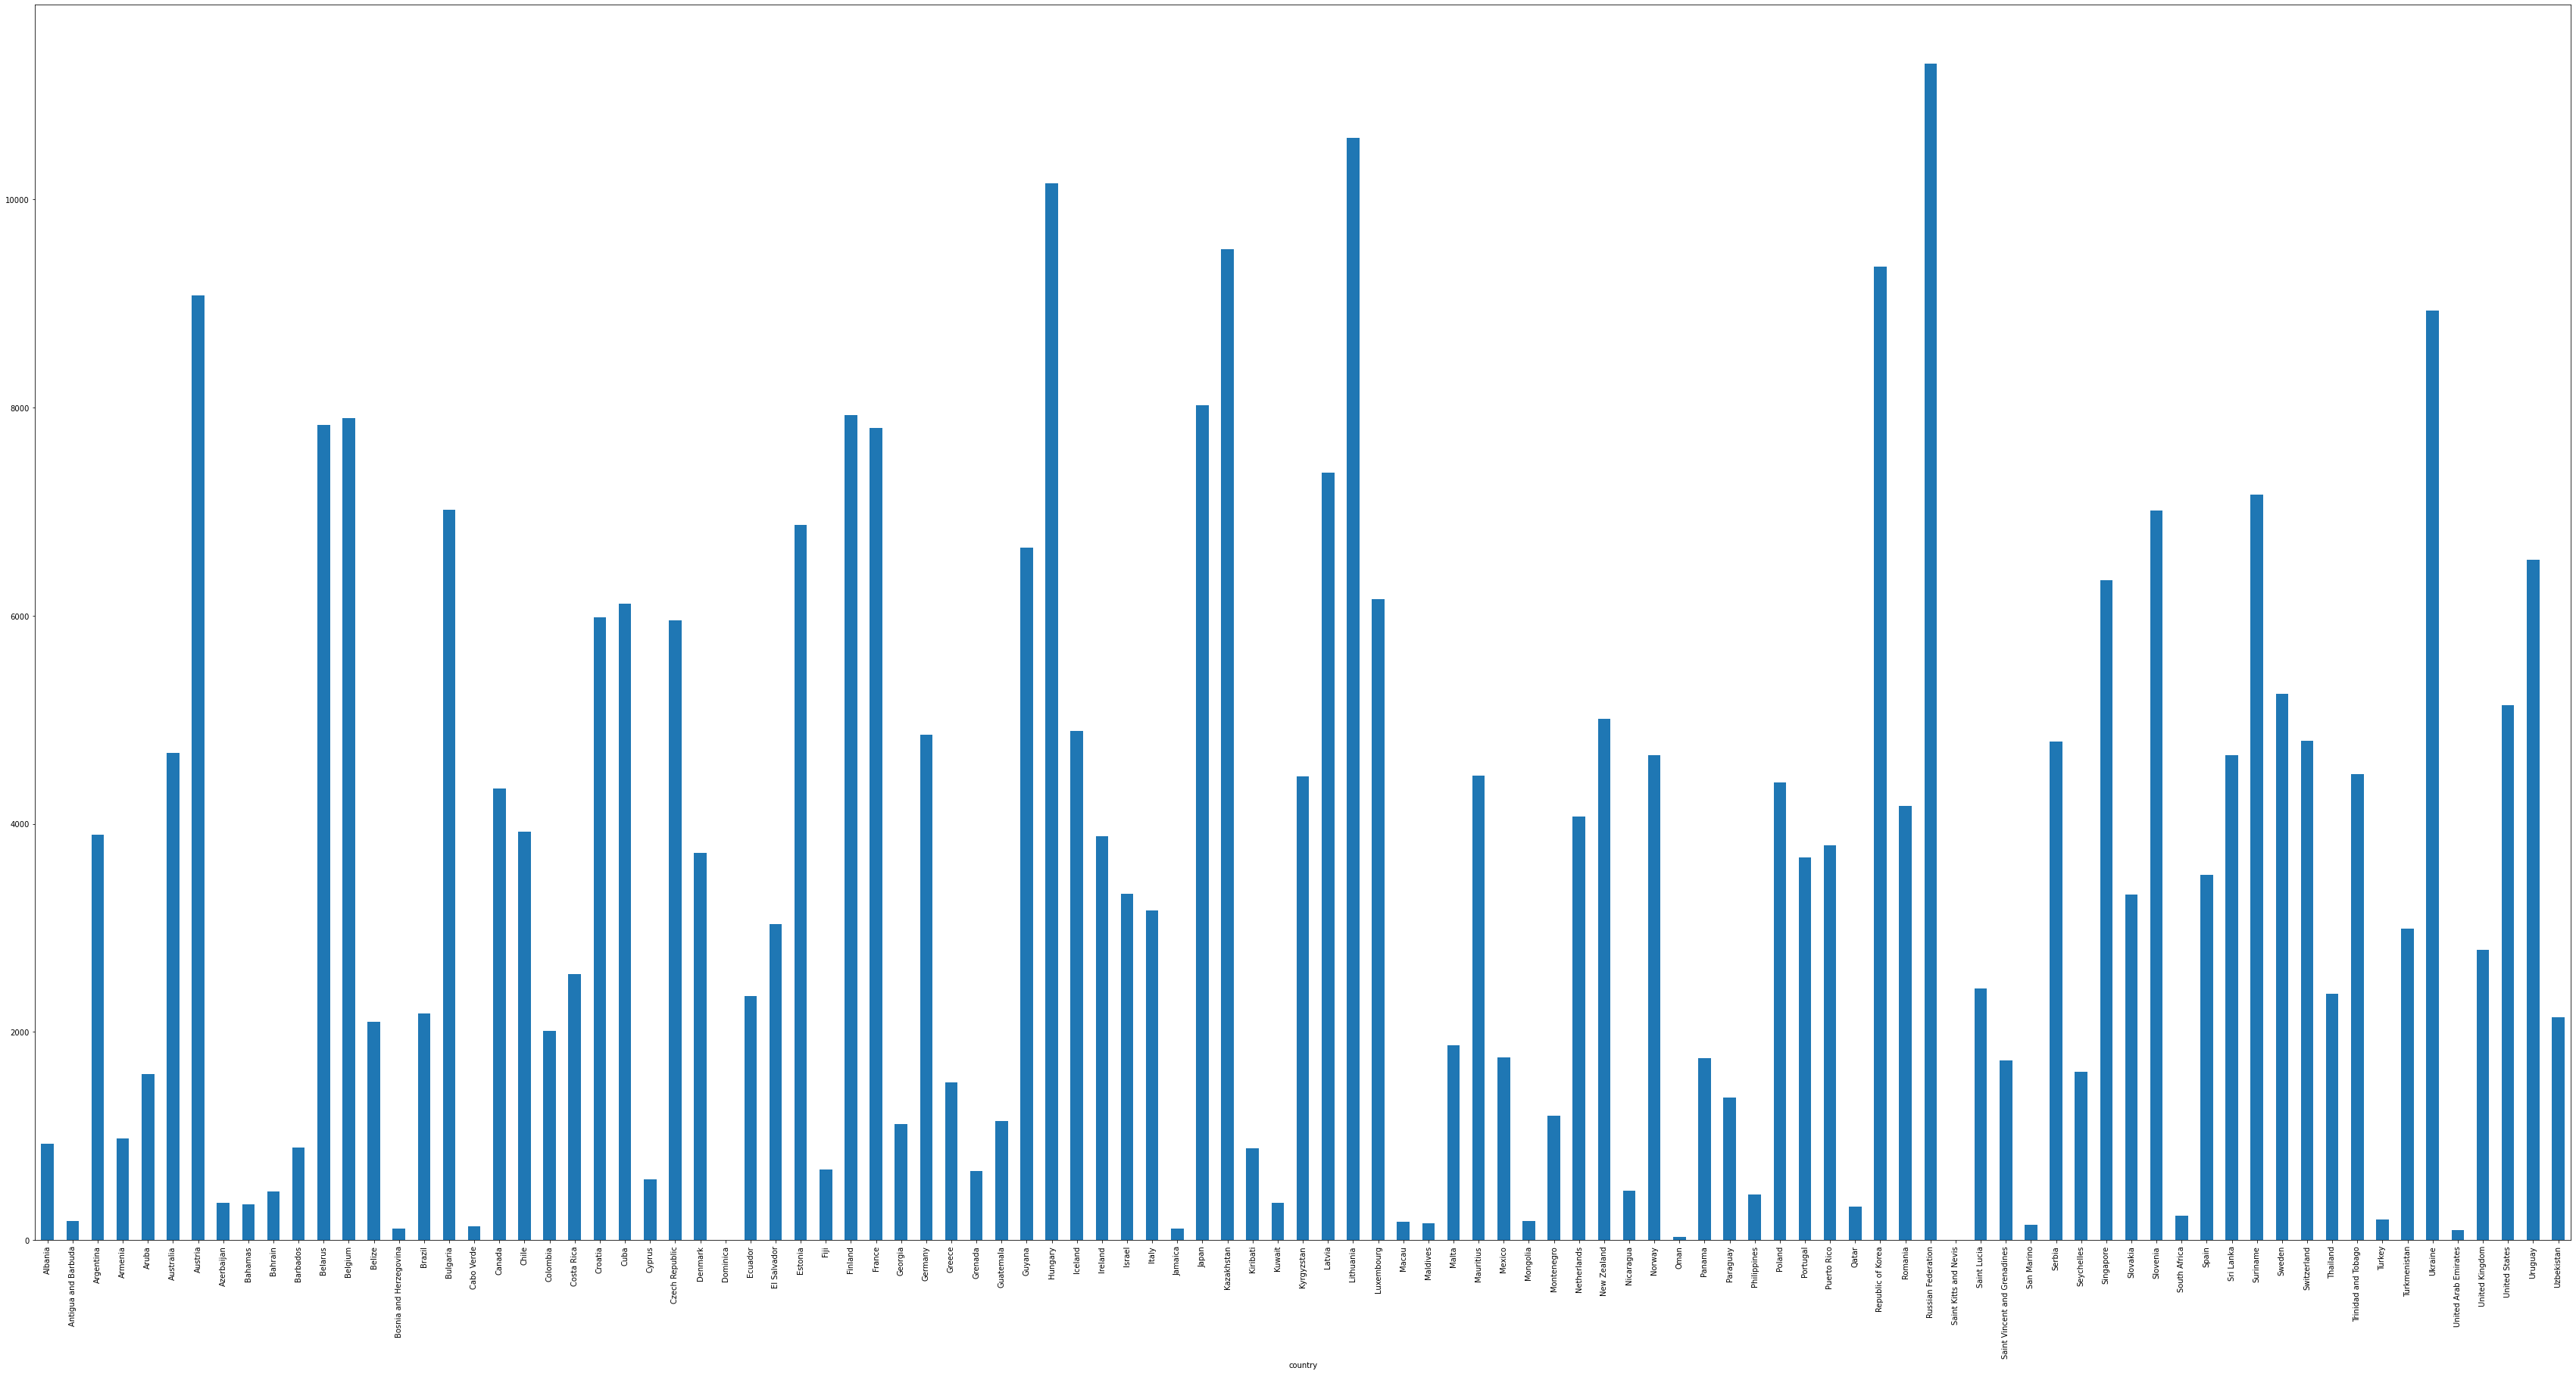 10000
8000
6000
4000
2000
0
Albania
Antigua and Barbuda
Argentina
Armenia
Aruba
Australia
Austria
Azerbaijan
Bahamas
Bahrain
Barbados
Belarus
Belgium
Belize
Bosnia and Herzegovina
Brazil
Bulgaria
Cabo Verde
Canada
Chile
Colombia
Costa Rica
Croatia
Cuba
Cyprus
Czech Republic
Denmark
Dominica
Ecuador
El Salvador
Estonia
Fiji
Finland
France
Georgia
Germany
Greece
Grenada
Guatemala
Guyana
Hungary
Iceland
Ireland
Israel
Italy
Jamaica
Japan
Kazakhstan
Kiribati
Kuwait
Kyrgyzstan
Latvia
Lithuania
Luxembourg
Macau
Maldives
Malta
Mauritius
Mexico
Mongolia
Montenegro
Netherlands
New Zealand
Nicaragua
Norway
Oman
Panama
Paraguay
Philippines
Poland
Portugal
Puerto Rico
Qatar
Republic of Korea
Romania
Russian Federation
Saint Kitts and Nevis
Saint Lucia
Saint Vincent and Grenadines
San Marino
Serbia
Seychelles
Singapore
Slovakia
Slovenia
South Africa
Spain
Sri Lanka
Suriname
Sweden
Switzerland
Thailand
Trinidad and Tobago
Turkey
Turkmenistan
Ukraine
United Arab Emirates
United Kingdom
United States
Uruguay
Uzbekistan
country